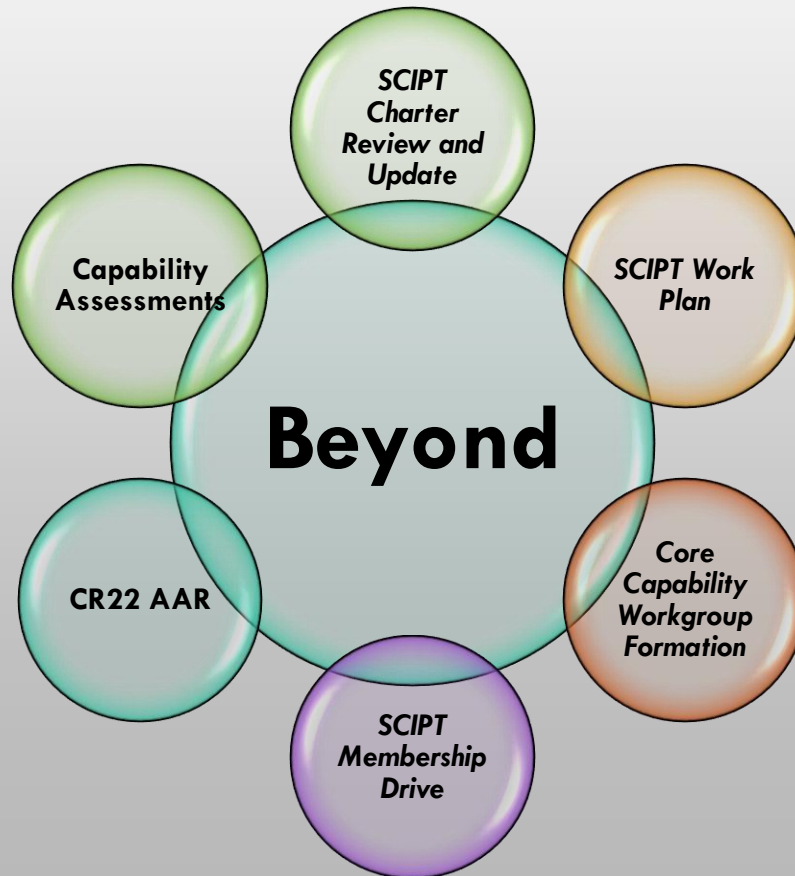 SCIPT
Charter
Review and
Update
Capability
Assessments
SCIPT Work
Plan
Beyond
CR22 AAR
Core
Capability
Workgroup
Formation
SCIPT
Membership
Drive